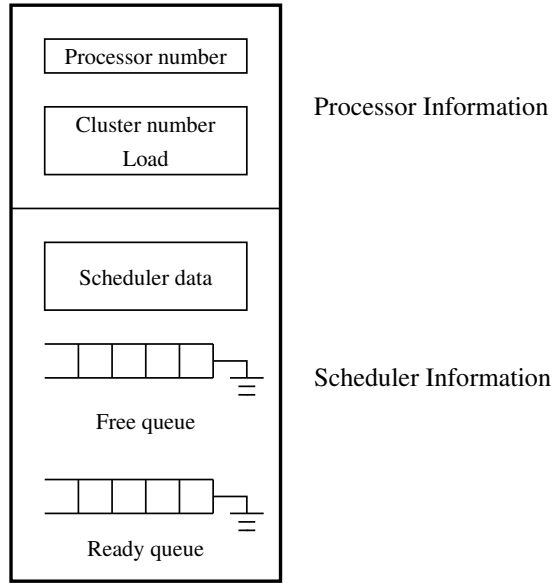 Processor number
Cluster number
Load
Processor Information
Scheduler data
Free queue
Scheduler Information
Ready queue